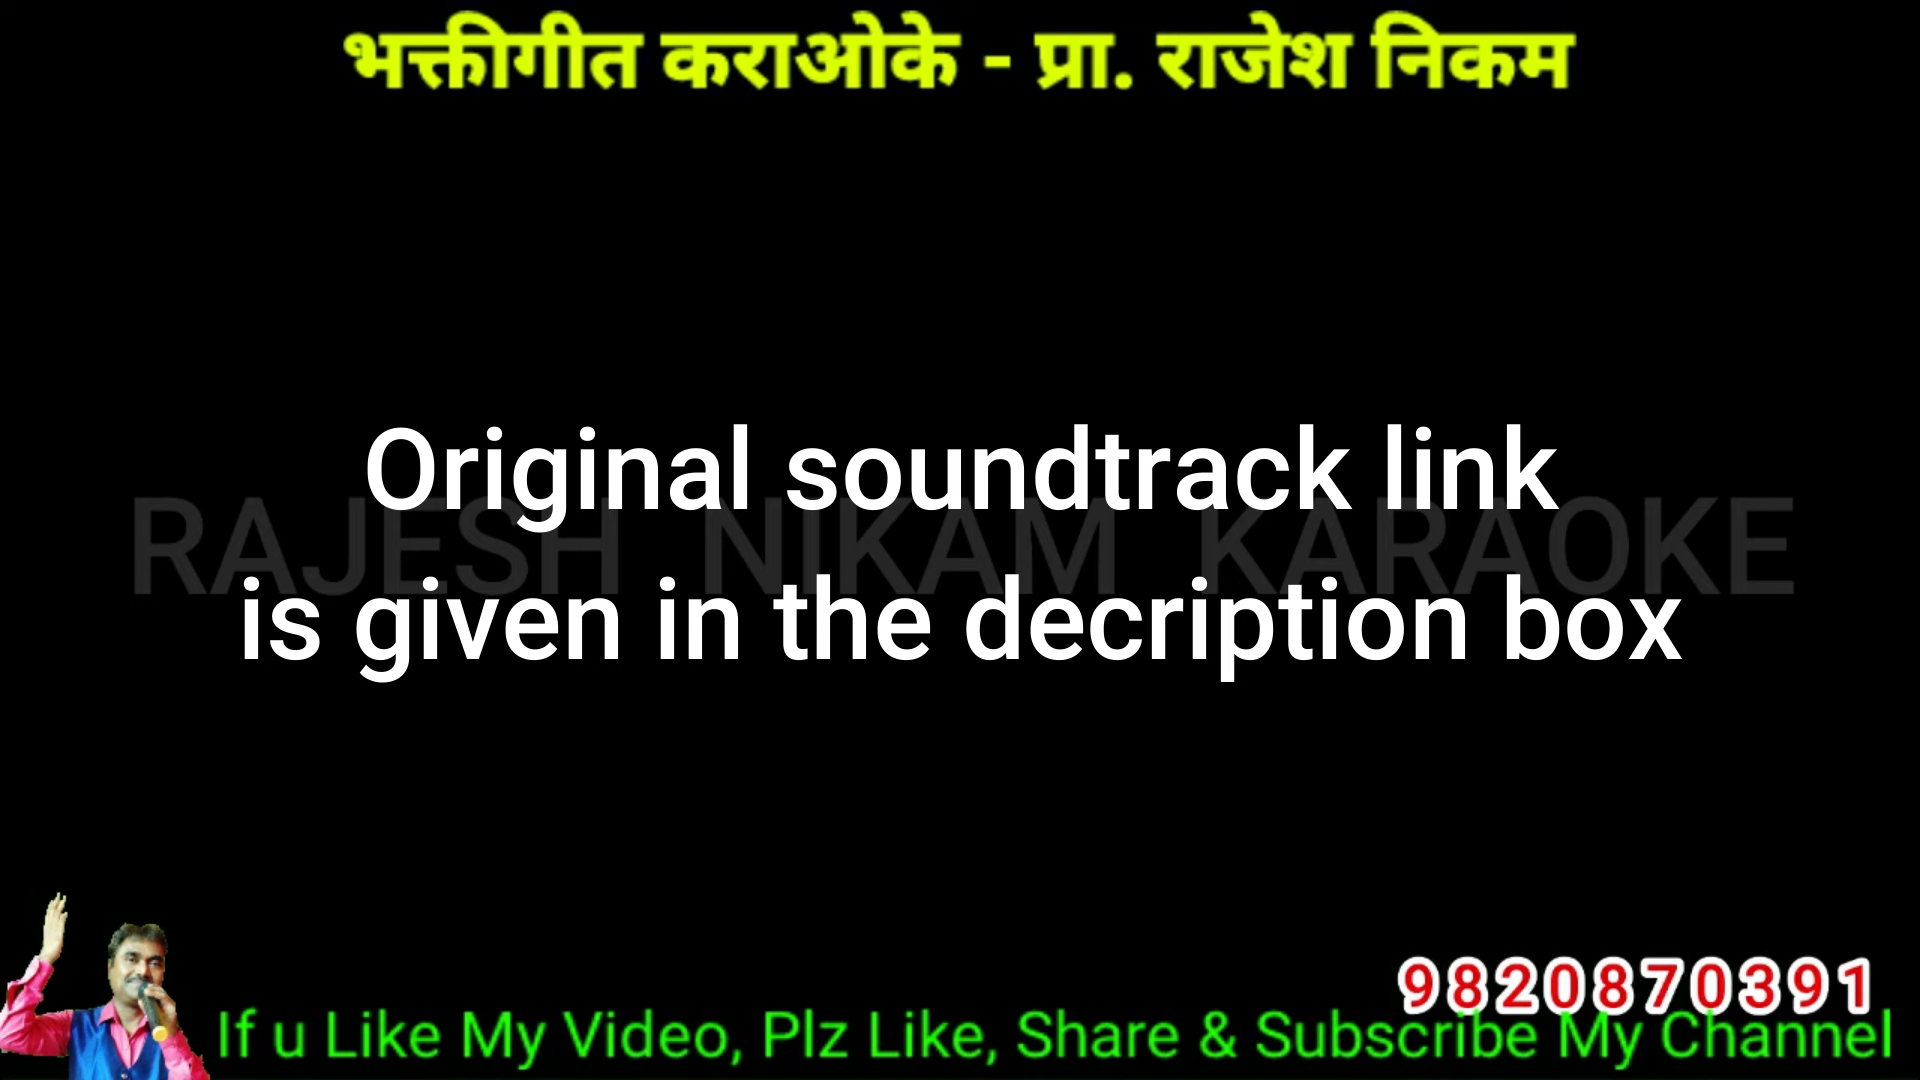 भक्तीगीत कराओके - प्रा. राजेश निकम
Original soundtrack link
RAJESH NIKAM KARAOKE
is given in the decription box
9820870391
If u Like My Video, Plz Like, Share & Subscribe My Channel